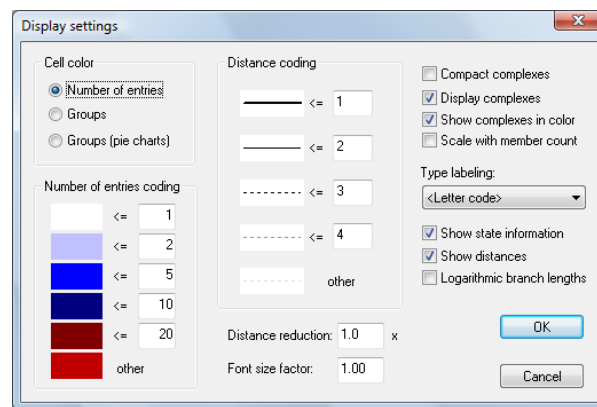 Display settings
Cell color
Number of entries
Groups
Groups (pie charts)
Number of entries coding
<= 1
<= 2
<= 5
<= 10
<= 20
other
Distance coding
<= 1
<= 2
<= 3
<= 4
other
Distance reduction: 1.0 x
Font size factor: 1.00
Compact complexes
Display complexes
Show complexes in color
Scale with member count
Type labeling:
<Letter code>
Show state information
Show distances
Logarithmic branch lengths
OK
Cancel